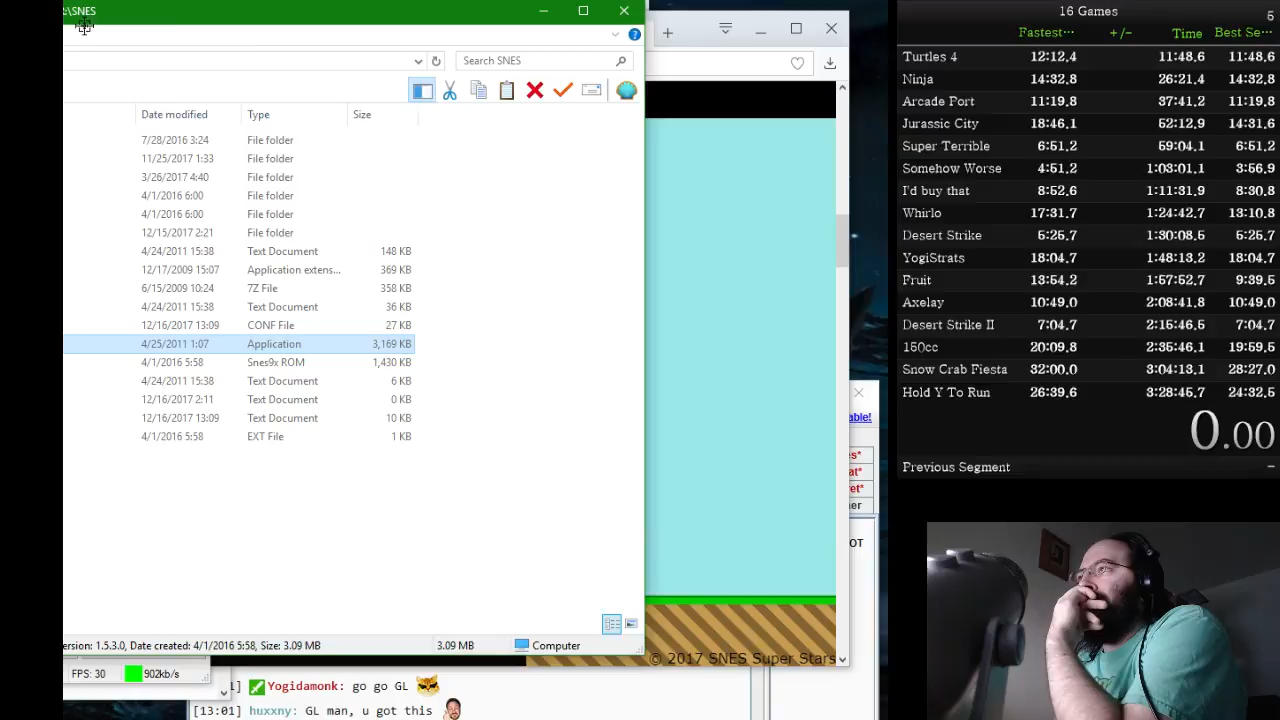 :\SNES
Search SNES
Date modified Type Size
7/28/2016 3:24 File folder
11/25/2017 1:33 File folder
3/26/2017 4:40 File folder
4/1/2016 6:00 File folder
4/1/2016 6:00 File folder
12/15/2017 2:21 File folder
4/24/2011 15:38 Text Document 148 KB
12/17/2009 15:07 Application extens... 369 KB
6/15/2009 10:24 7Z File 358 KB
4/24/2011 15:38 Text Document 36 KB
12/16/2017 13:09 CONF File 27 KB
4/25/2011 1:07 Application 3,169 KB
4/1/2016 5:58 Snes9x ROM 1,430 KB
4/24/2011 15:38 Text Document 6 KB
12/16/2017 2:11 Text Document 0 KB
12/16/2017 13:09 Text Document 10 KB
4/1/2016 5:58 EXT File 1 KB
ersion: 1.5.3.0, Date created: 4/1/2016 5:58, Size: 3.09 MB 3.09 MB Computer
FPS: 30 902kb/s
1] Yogidamonk: go go GL
[13:01] huxxny: GL man, u got this
© 2017 SNES Super Stars
able!
es*
at*
et*
er
OT
16 Games 5
Fastest... +/- Time Best Se...
Turtles 4 12:12.4 11:48.6 11:48.6
Ninja 14:32.8 26:21.4 14:32.8
Arcade Port 11:19.8 37:41.2 11:19.8
Jurassic City 18:46.1 52:12.9 14:31.6
Super Terrible 6:51.2 59:04.1 6:51.2
Somehow Worse 4:51.2 1:03:01.1 3:56.9
I'd buy that 8:52.6 1:11:31.9 8:30.8
Whirlo 17:31.7 1:24:42.7 13:10.8
Desert Strike 5:25.7 1:30:08.5 5:25.7
YogiStrats 18:04.7 1:48:13.2 18:04.7
Fruit 13:54.2 1:57:52.7 9:39.5
Axelay 10:49.0 2:08:41.8 10:49.0
Desert Strike II 7:04.7 2:15:46.5 7:04.7
150cc 20:09.8 2:35:46.1 19:59.5
Snow Crab Fiesta 32:00.0 3:04:13.1 28:27.0
Hold Y To Run 26:39.6 3:28:45.7 24:32.5
0.00
Previous Segment –